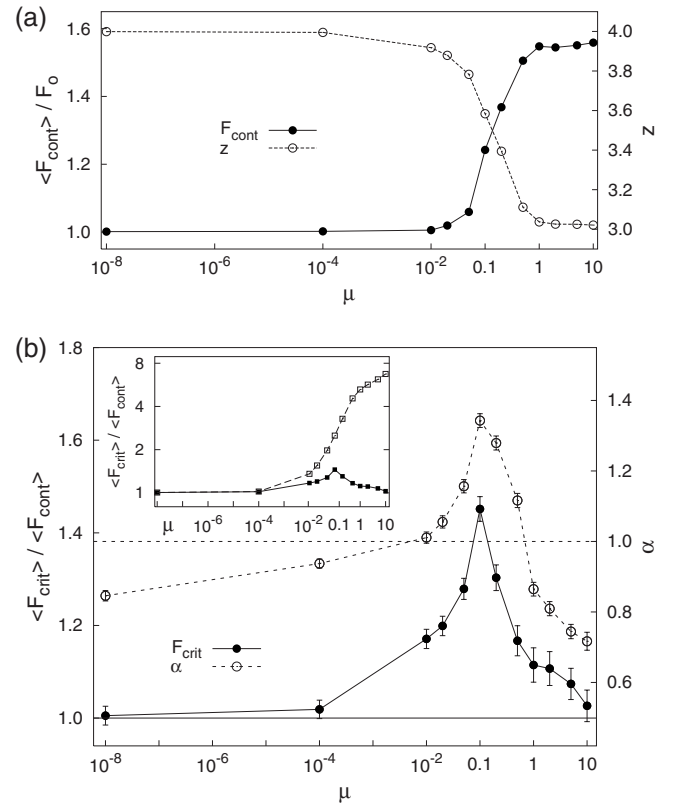 (a)
1.6
1.4
1.2
1.0
<F_cont> / F_o
4.0
3.8
3.6
3.4
3.2
3.0
z
F_cont
z
10^-8 10^-6 10^-4 10^-2 0.1 1 10
μ
(b)
1.8
1.6
1.4
1.2
1.0
<F_crit> / <F_cont>
1.4
1.2
1.0
0.8
0.6
α
8
4
2
1
<F_crit> / <F_cont>
μ 10^-6 10^-4 10^-2 0.1 1 10
F_crit
α
10^-8 10^-6 10^-4 10^-2 0.1 1 10
μ